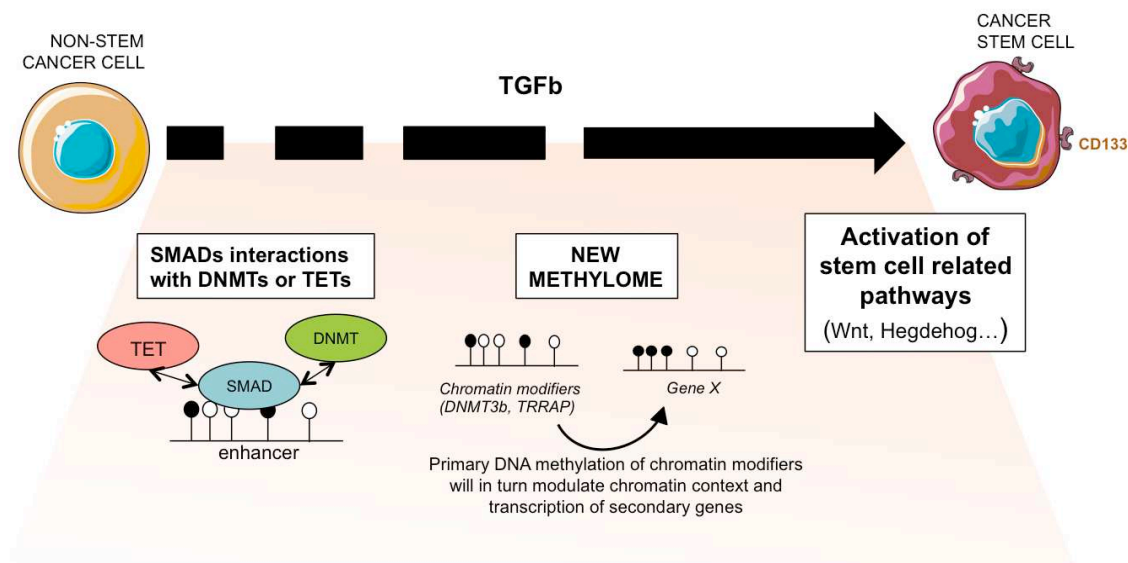 NON-STEM
CANCER CELL
TGFb
CANCER
STEM CELL
CD133
SMADs interactions
with DNMTs or TETs
TET
DNMT
SMAD
enhancer
NEW
METHYLOME
Chromatin modifiers
(DNMT3b, TRRAP)
Gene X
Primary DNA methylation of chromatin modifiers
will in turn modulate chromatin context and
transcription of secondary genes
Activation of
stem cell related
pathways
(Wnt, Hegdehog…)